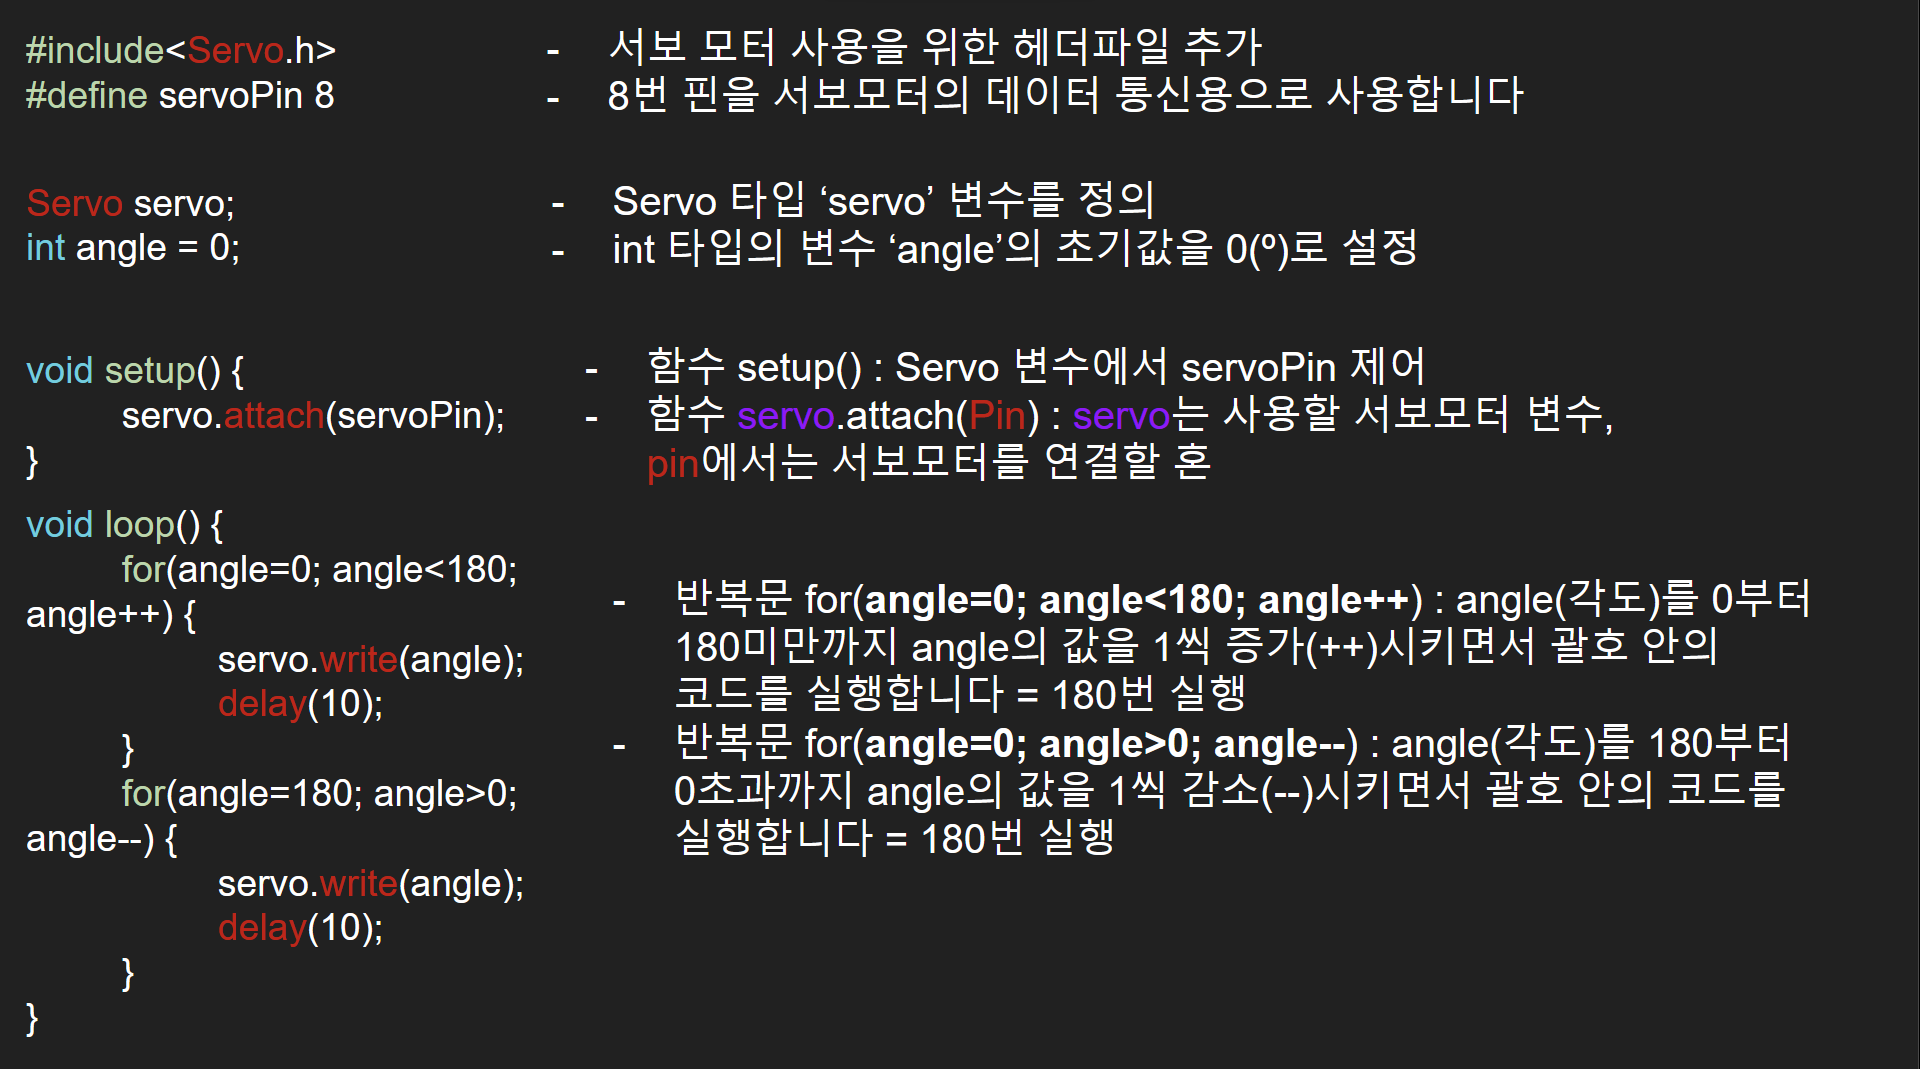 #include<Servo.h>
#define servoPin 8
Servo servo;
int angle = 0;
void setup() {
servo.attach(servoPin);
}
void loop() {
for(angle=0; angle<180;
angle++) {
servo.write(angle);
delay(10);
}
for(angle=180; angle>0;
angle--) {
servo.write(angle);
delay(10);
}
}
- 서보 모터 사용을 위한 헤더파일 추가
- 8번 핀을 서보모터의 데이터 통신용으로 사용합니다
- Servo 타입 ‘servo’ 변수를 정의
- int 타입의 변수 ‘angle’의 초기값을 0(º)로 설정
- 함수 setup() : Servo 변수에서 servoPin 제어
- 함수 servo.attach(Pin) : servo는 사용할 서보모터 변수,
pin에서는 서보모터를 연결할 혼
- 반복문 for(angle=0; angle<180; angle++) : angle(각도)를 0부터
180미만까지 angle의 값을 1씩 증가(++)시키면서 괄호 안의
코드를 실행합니다 = 180번 실행
- 반복문 for(angle=0; angle>0; angle--) : angle(각도)를 180부터
0초과까지 angle의 값을 1씩 감소(--)시키면서 괄호 안의 코드를
실행합니다 = 180번 실행